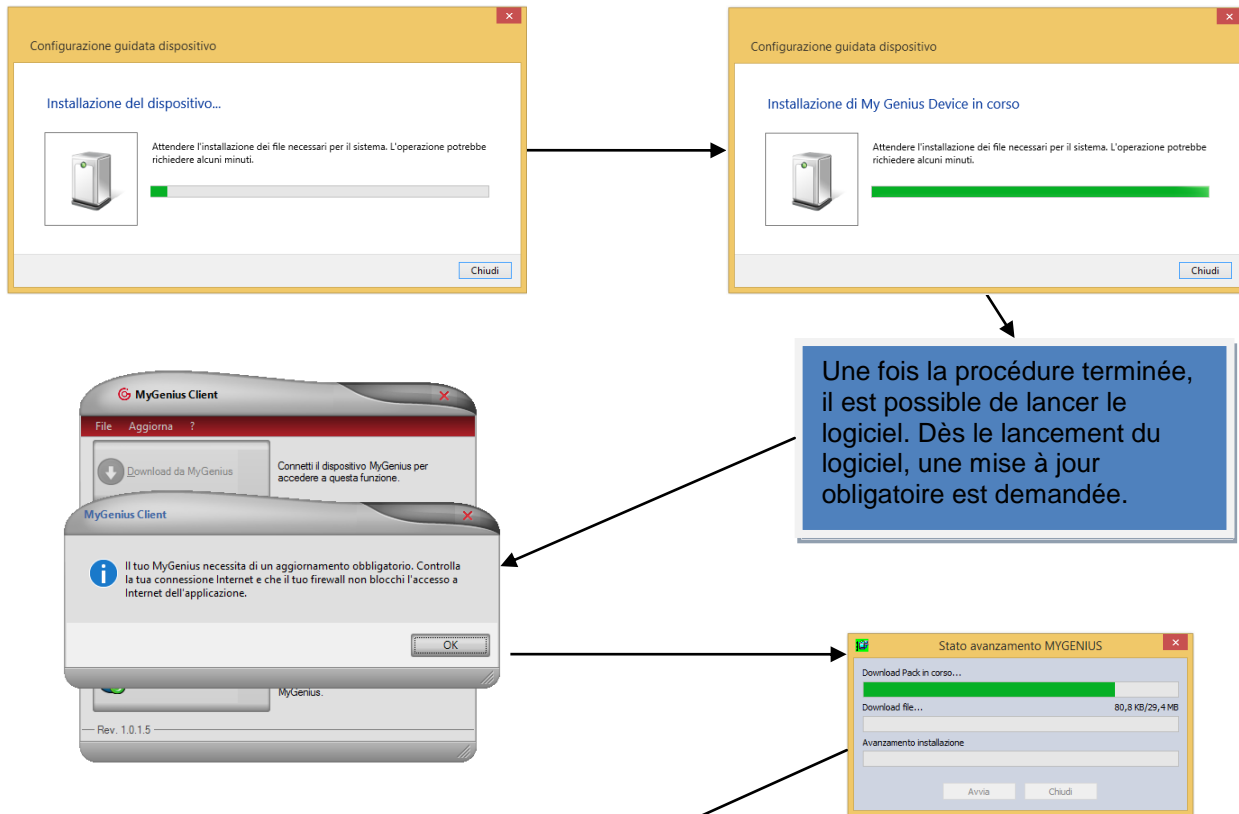 Configurazione guidata dispositivo
Installazione del dispositivo...
Attendere l'installazione dei file necessari per il sistema. L'operazione potrebbe
richiedere alcuni minuti.
Chiudi
Configurazione guidata dispositivo
Installazione di My Genius Device in corso
Attendere l'installazione dei file necessari per il sistema. L'operazione potrebbe
richiedere alcuni minuti.
Chiudi
Une fois la procédure terminée,
il est possible de lancer le
logiciel. Dès le lancement du
logiciel, une mise à jour
obligatoire est demandée.
MyGenius Client
File Aggiorna ?
Download da MyGenius
Connetti il dispositivo MyGenius per
accedere a questa funzione.
MyGenius Client
Il tuo MyGenius necessita di un aggiornamento obbligatorio. Controlla
la tua connessione Internet e che il tuo firewall non blocchi l'accesso a
Internet dell'applicazione.
OK
MyGenius.
Rev. 1.0.1.5
Stato avanzamento MYGENIUS
Download Pack in corso...
Download file... 80,8 KB/29,4 MB
Avanzamento installazione
Avvia Chiudi